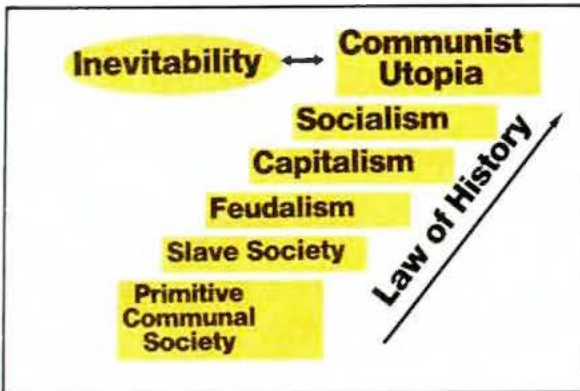 Inevitability
Communist
Utopia
Socialism
Capitalism
Feudalism
Slave Society
Primitive
Communal
Society
Law of History